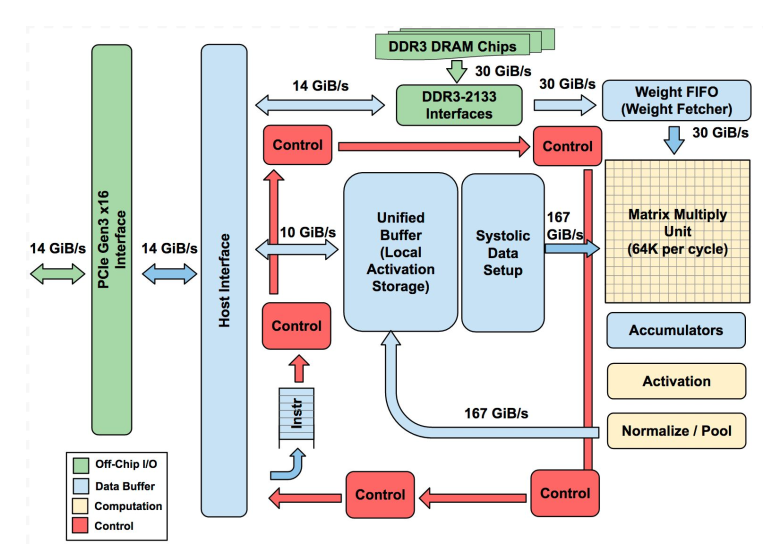 DDR3 DRAM Chips
30 GiB/s
14 GiB/s
DDR3-2133
Interfaces
30 GiB/s
Weight FIFO
(Weight Fetcher)
30 GiB/s
Control
Control
PCIe Gen3 x16
Interface
14 GiB/s
14 GiB/s
Host Interface
10 GiB/s
Unified
Buffer
(Local
Activation
Storage)
Systolic
Data
Setup
167
GiB/s
Matrix Multiply
Unit
(64K per cycle)
Control
Accumulators
Activation
Instr
167 GiB/s
Normalize / Pool
Off-Chip I/O
Data Buffer
Computation
Control
Control
Control